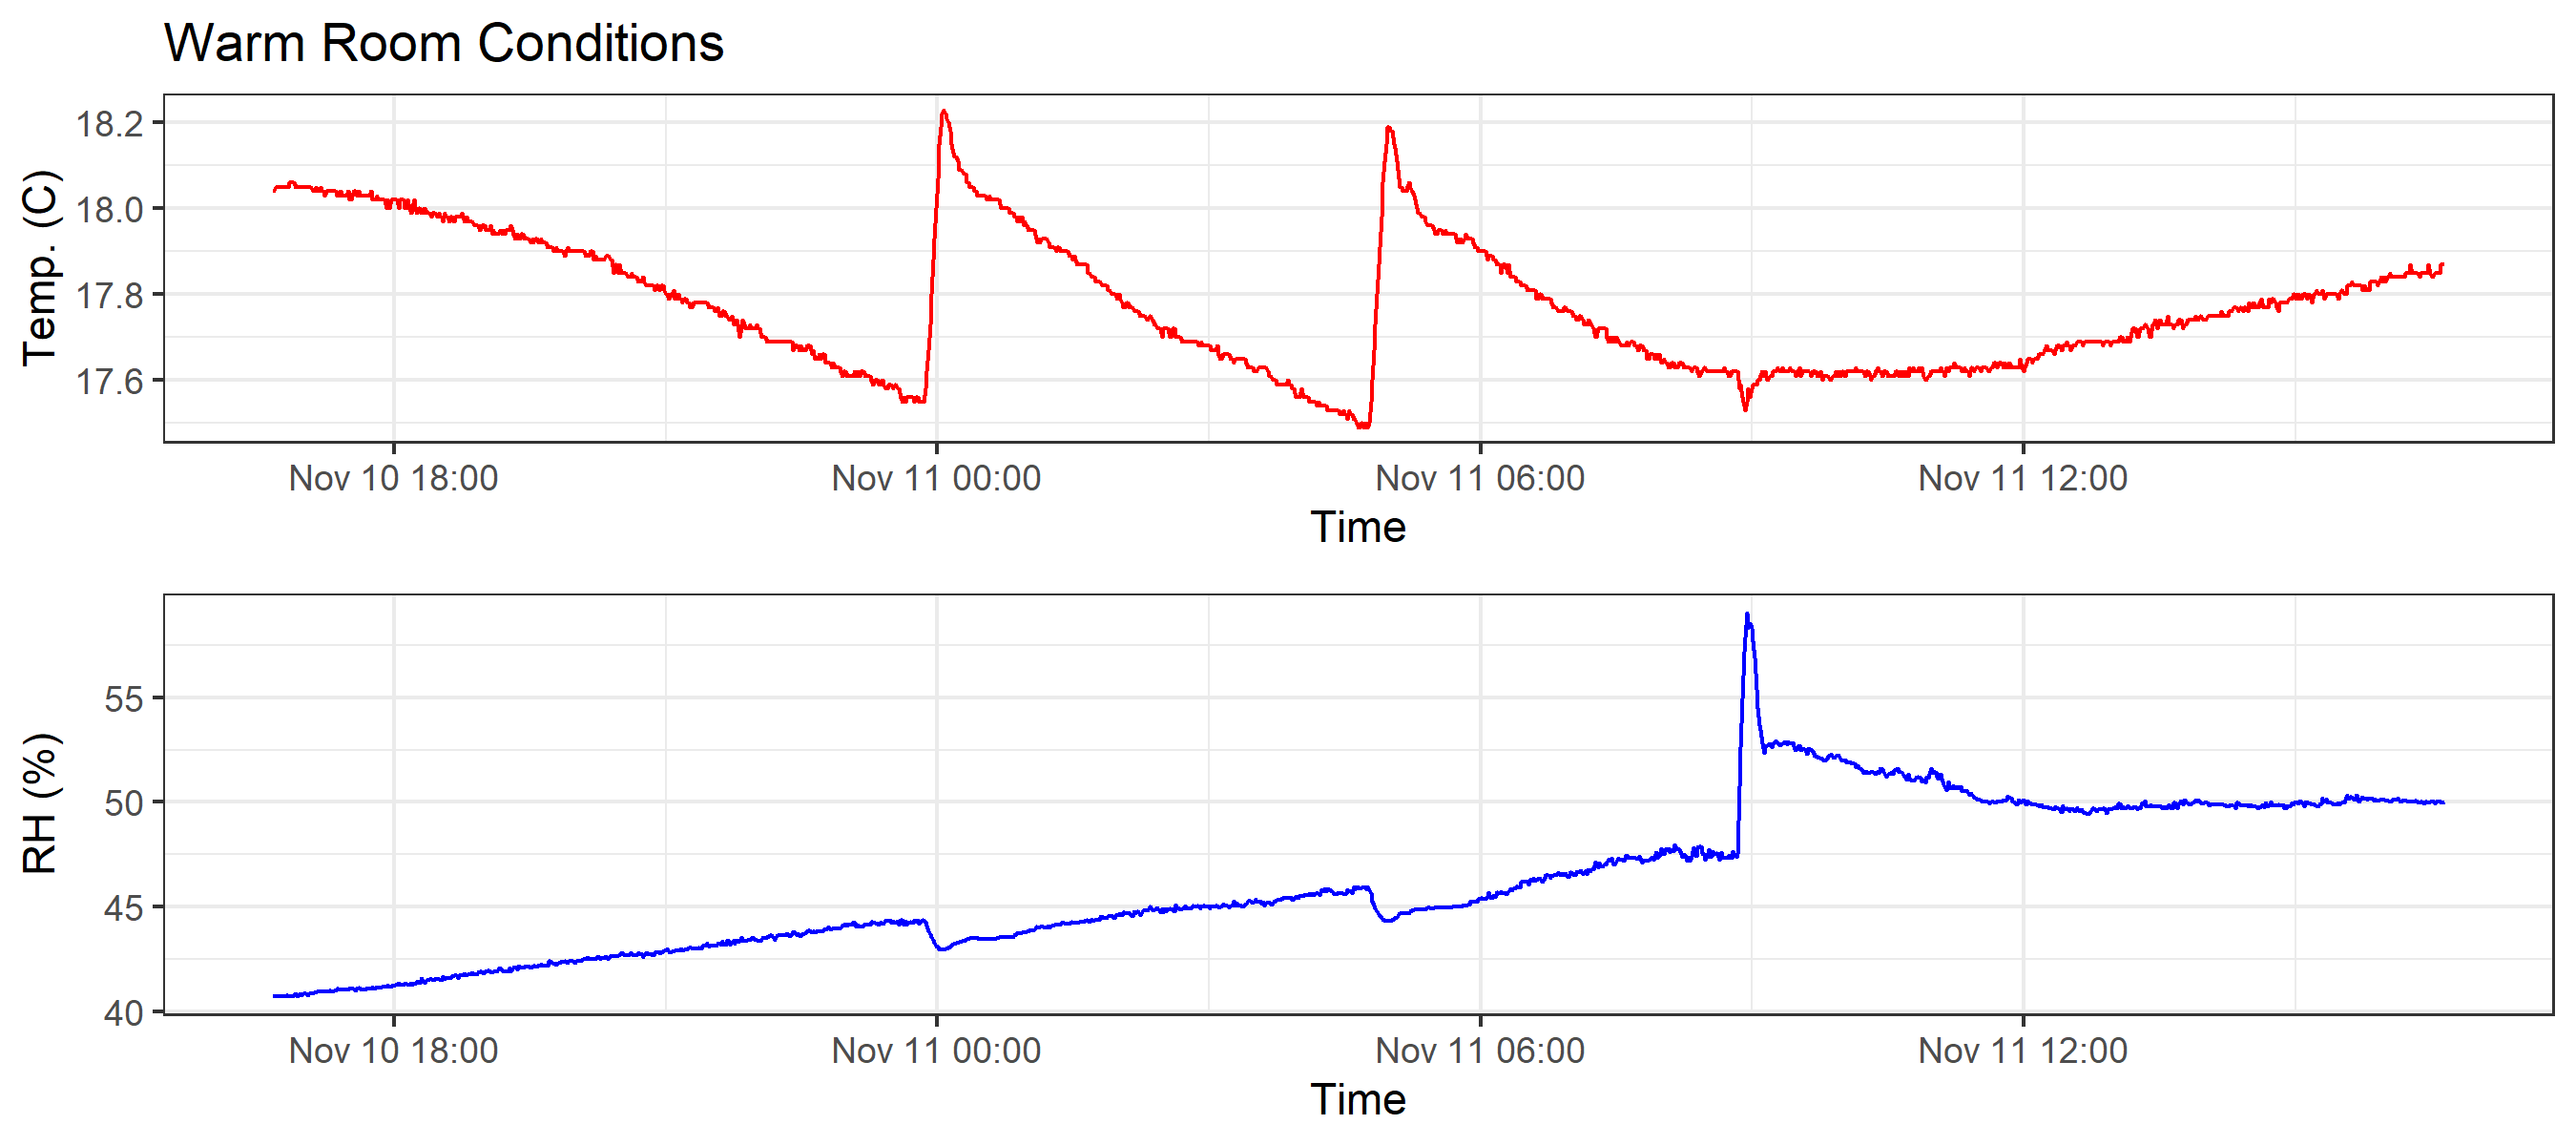 Warm Room Conditions
Temp. (C)
18.2
18.0
17.8
17.6
Nov 10 18:00 Nov 11 00:00 Nov 11 06:00 Nov 11 12:00
Time
RH (%)
55
50
45
40
Nov 10 18:00 Nov 11 00:00 Nov 11 06:00 Nov 11 12:00
Time